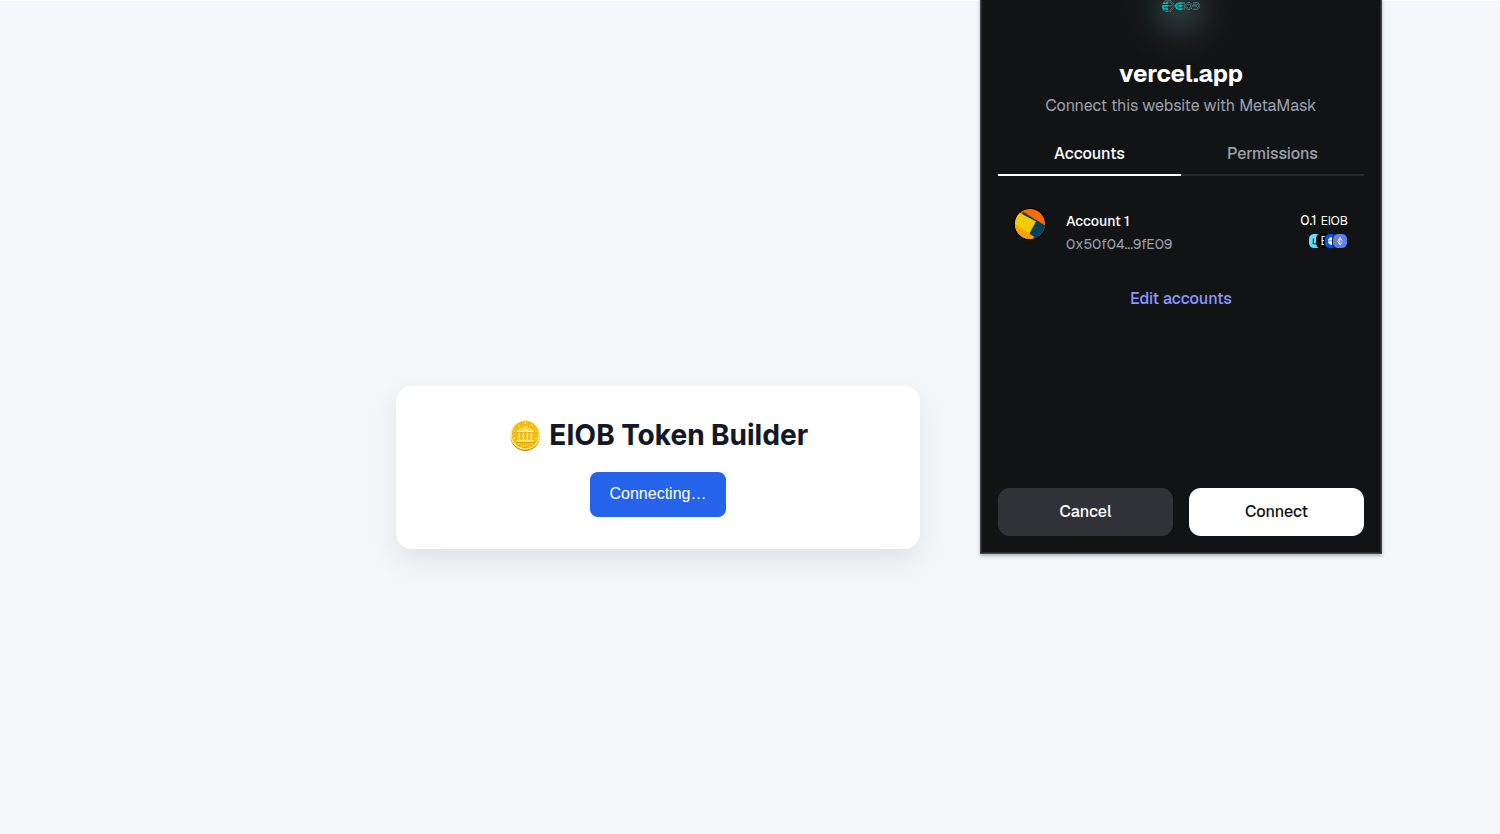 vercel.app
Connect this website with MetaMask
Accounts
Permissions
Account 1
0.1 EIOB
0x50f04...9fE09
Edit accounts
EIOB Token Builder
Connecting…
Cancel
Connect